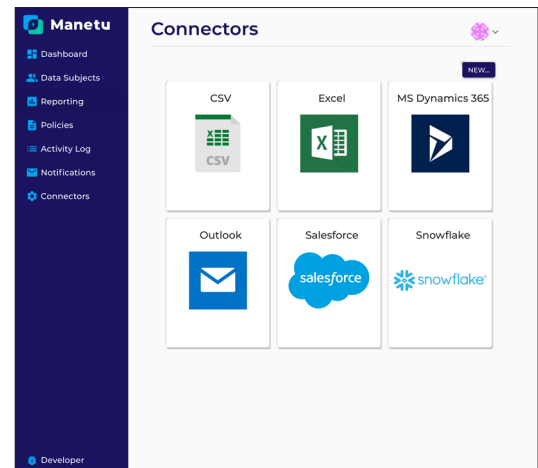 Manetu
Dashboard
Data Subjects
Reporting
Policies
Activity Log
Notifications
Connectors
Developer
Connectors
NEW...
CSV
Excel
MS Dynamics 365
X
CSV
X
Outlook
Salesforce
Snowflake
salesforce
snowflake